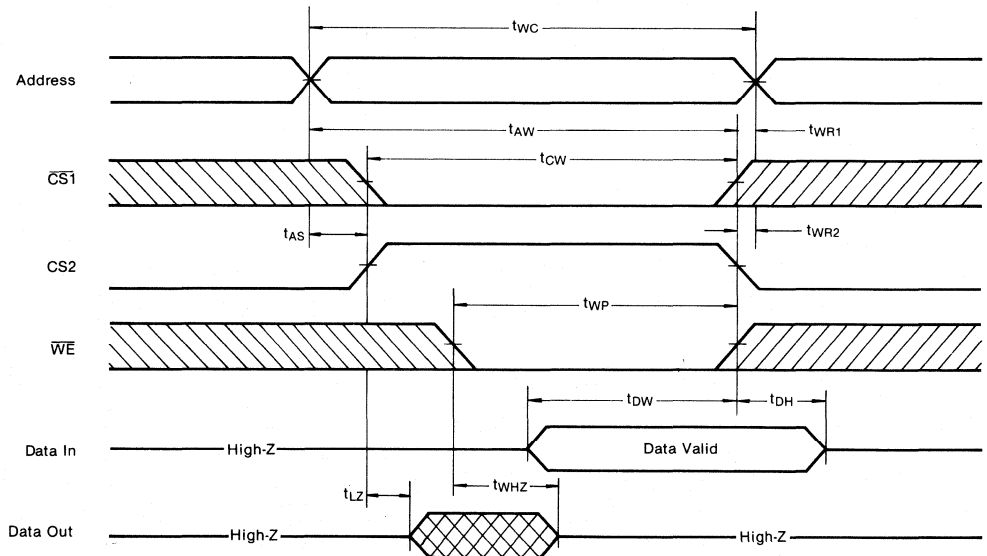 tWC
Address
tAW
tWR1
tCW
CS1
tAS
tWR2
CS2
tWP
WE
tDW
tDH
Data In
High-Z
Data Valid
tLZ
tWHZ
Data Out
High-Z
High-Z